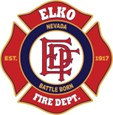 ELKO
NEVADA
EST.
1917
BATTLE BORN
FIRE DEPT.